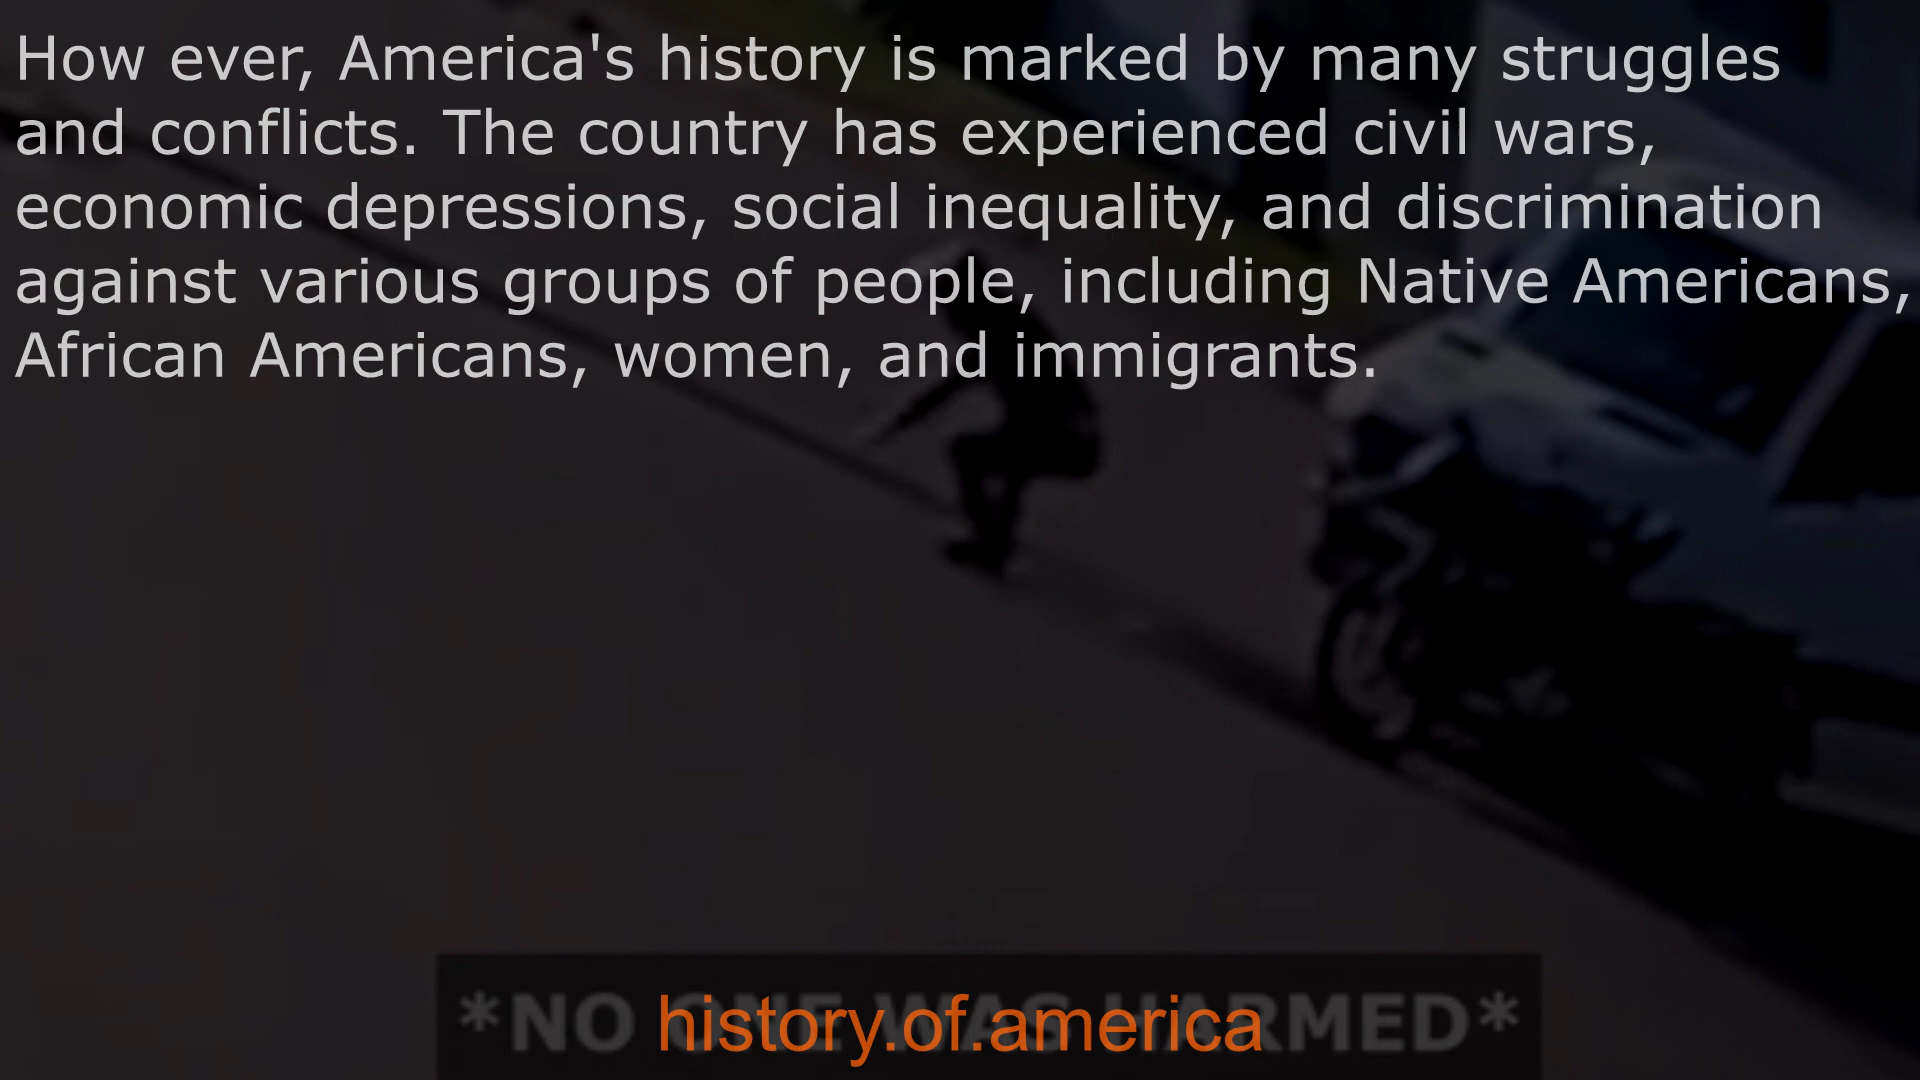 How ever, America's history is marked by many struggles
and conflicts. The country has experienced civil wars,
economic depressions, social inequality, and discrimination
against various groups of people, including Native Americans,
African Americans, women, and immigrants.
*NO ONE WAS HARMED*
history.of.america